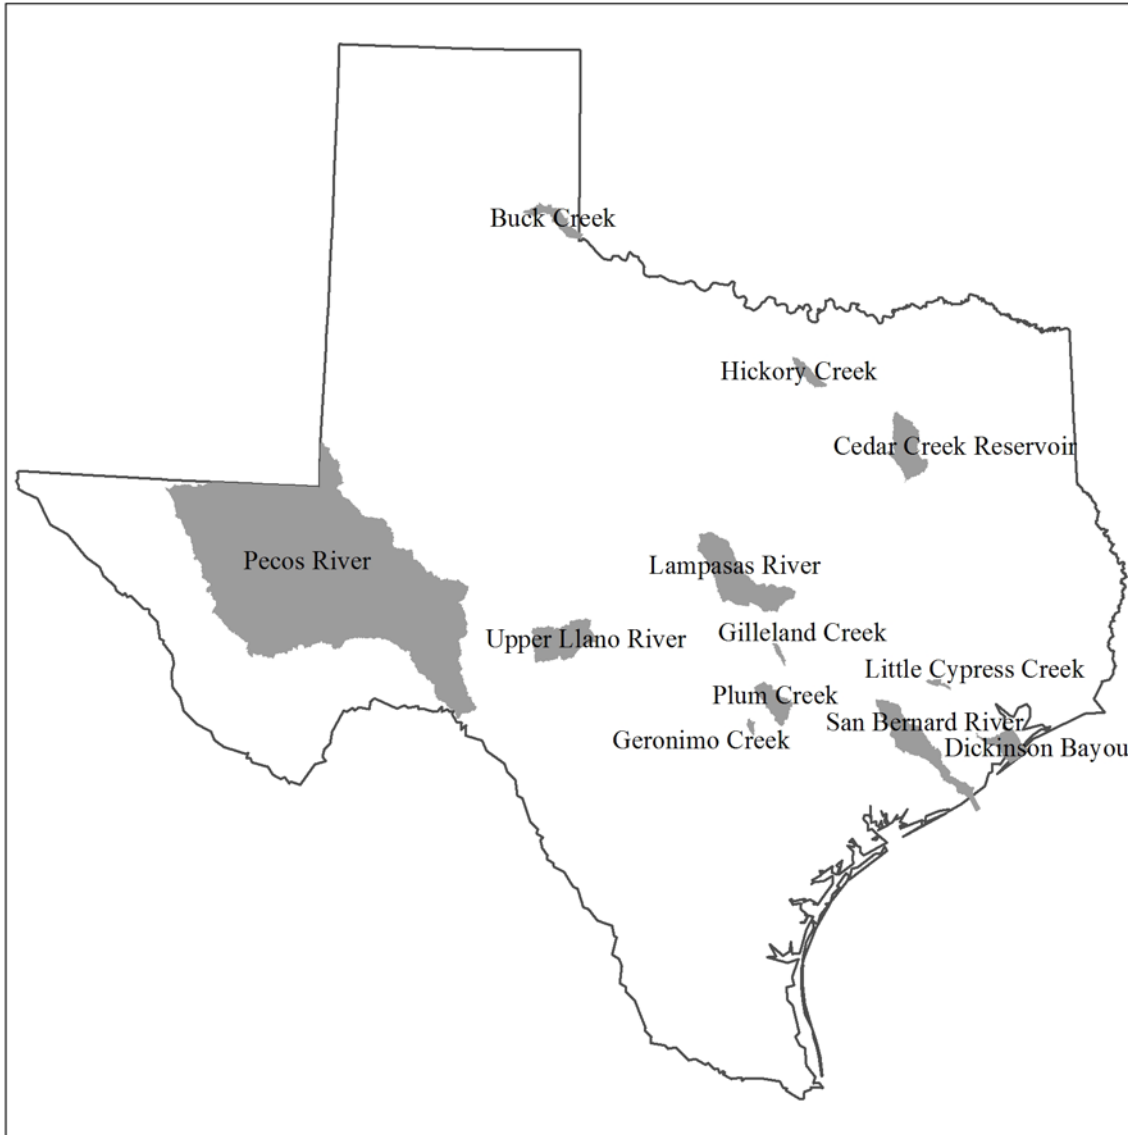 Buck Creek
Hickory Creek
Cedar Creek Reservoir
Pecos River
Lampasas River
Gilleland Creek
Upper Llano River
Little Cypress Creek
Plum Creek
San Bernard River
Geronimo Creek
Dickinson Bayou